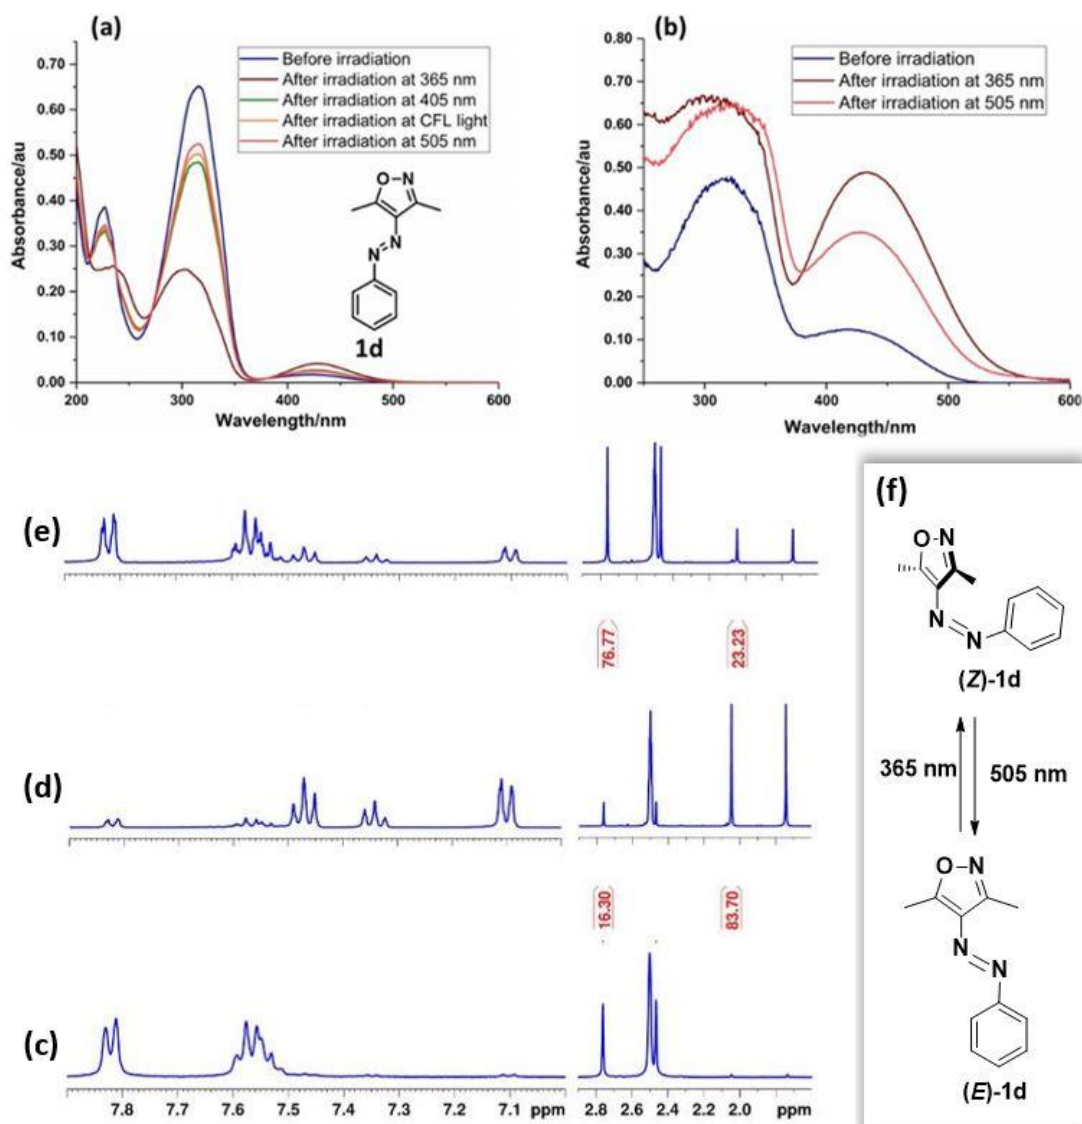 (a)
0.70
0.60
0.50
0.40
0.30
0.20
0.10
0.00
Absorbance/au
200 300 400 500 600
Wavelength/nm
Before irradiation
After irradiation at 365 nm
After irradiation at 405 nm
After irradiation at CFL light
After irradiation at 505 nm
O N
N
N
1d
(b)
0.80
0.70
0.60
0.50
0.40
0.30
0.20
0.10
0.00
Absorbance/au
300 400 500 600
Wavelength/nm
Before irradiation
After irradiation at 365 nm
After irradiation at 505 nm
(e)
76.77 23.23
(d)
16.30 83.70
(c)
7.8 7.7 7.6 7.5 7.4 7.3 7.2 7.1 ppm
2.8 2.6 2.4 2.2 2.0 ppm
(f)
O N
N
N
(Z)-1d
365 nm 505 nm
O N
N
N
(E)-1d